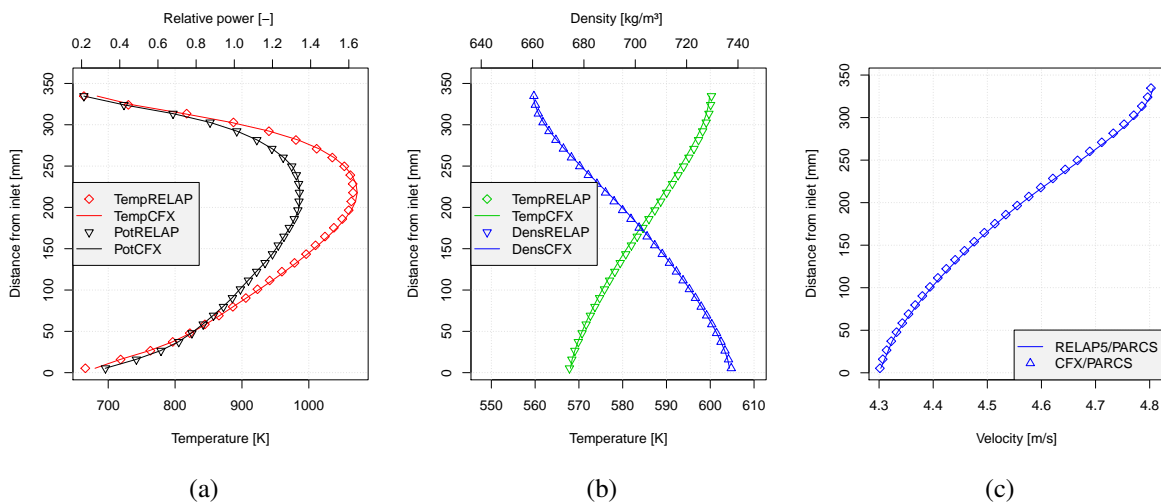 Relative power [−]
0.2 0.4 0.6 0.8 1.0 1.2 1.4 1.6
Distance from inlet [mm]
350
300
250
200
150
100
50
0
TempRELAP
TempCFX
PotRELAP
PotCFX
700 800 900 1000
Temperature [K]
(a)
Density [kg/m³]
640 660 680 700 720 740
Distance from inlet [mm]
350
300
250
200
150
100
50
0
TempRELAP
TempCFX
DensRELAP
DensCFX
550 560 570 580 590 600 610
Temperature [K]
(b)
Distance from inlet [mm]
350
300
250
200
150
100
50
0
RELAP5/PARCS
CFX/PARCS
4.3 4.4 4.5 4.6 4.7 4.8
Velocity [m/s]
(c)